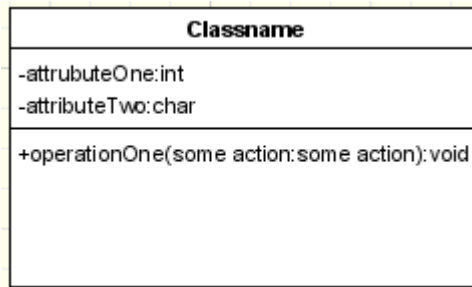 Classname
-attrubuteOne:int
-attributeTwo:char
+operationOne(some action:some action):void